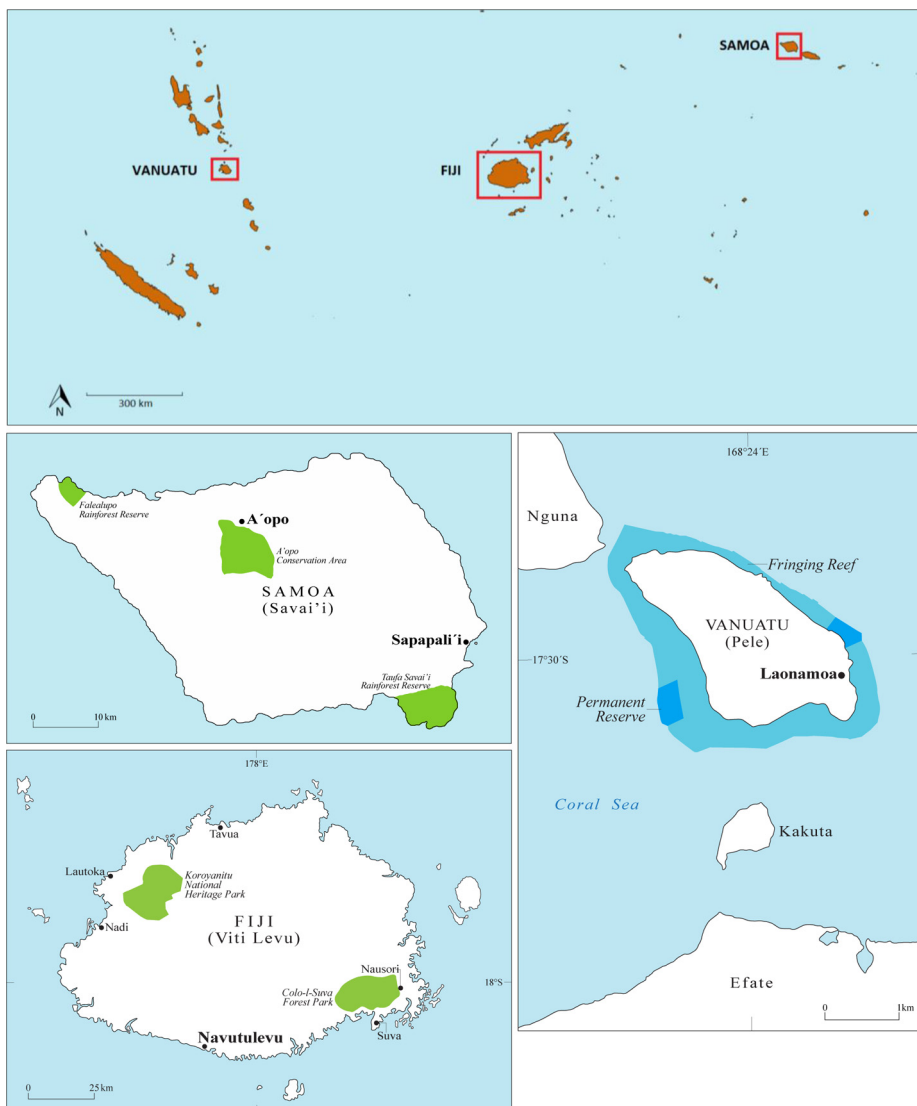 SAMOA
VANUATU
FIJI
N
300 km
Falealupo
Rainforest Reserve
A´opo
A'opo
Conservation Area
SAMOA
(Savai'i)
Sapapali´i
Taufa Savai´i
Rainforest Reserve
0
10 km
168°24´E
Nguna
Fringing Reef
VANUATU
(Pele)
17°30´S
Laonamoa
Permanent
Reserve
Coral Sea
Kakuta
Efate
0
1km
178°E
Tavua
Lautoka
Koroyanitu
National
Heritage Park
FIJI
(Viti Levu)
Nadi
Nausori
18°S
Colo-l-Suva
Forest Park
Navutulevu
Suva
0
25 km